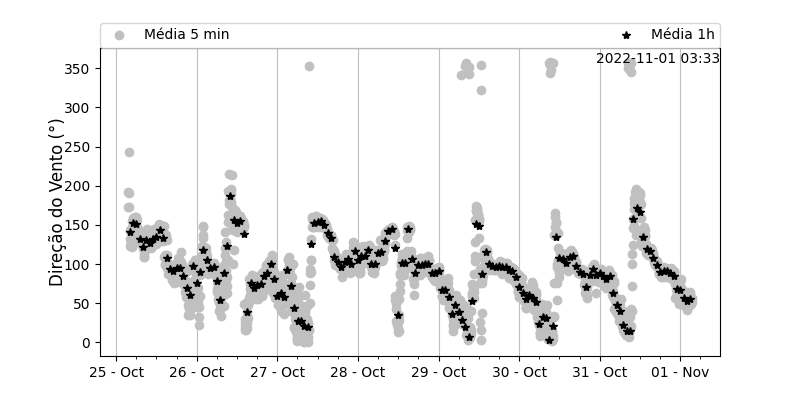 Média 5 min
Média 1h
2022-11-01 03:33
Direção do Vento (°)
350
300
250
200
150
100
50
0
25 - Oct
26 - Oct
27 - Oct
28 - Oct
29 - Oct
30 - Oct
31 - Oct
01 - Nov